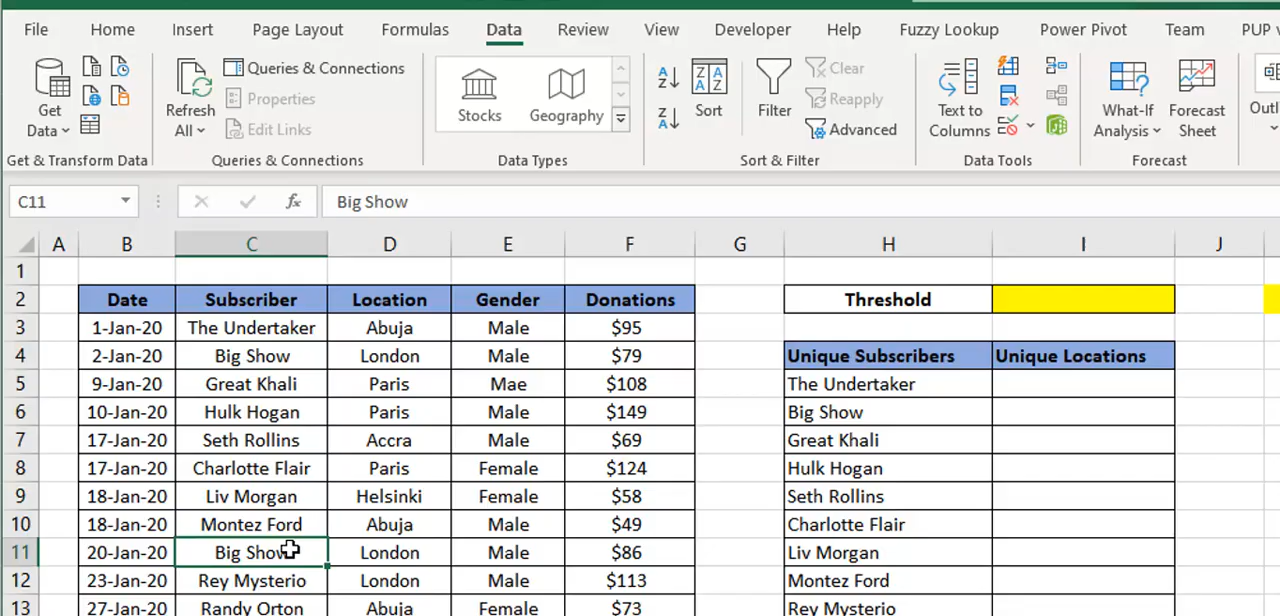 File Home Insert Page Layout Formulas Data Review View Developer Help Fuzzy Lookup Power Pivot Team PUP v
Get Data Refresh All Queries & Connections Properties Edit Links Stocks Geography A Z Z A Z A A Z Sort Filter Clear Reapply Advanced Text to Columns What-If Analysis Forecast Sheet Outl
Get & Transform Data Queries & Connections Data Types Sort & Filter Data Tools Forecast
C11 fx Big Show
A B C D E F G H I J
1
2 Date Subscriber Location Gender Donations Threshold
3 1-Jan-20 The Undertaker Abuja Male $95
4 2-Jan-20 Big Show London Male $79 Unique Subscribers Unique Locations
5 9-Jan-20 Great Khali Paris Mae $108 The Undertaker
6 10-Jan-20 Hulk Hogan Paris Male $149 Big Show
7 17-Jan-20 Seth Rollins Accra Male $69 Great Khali
8 17-Jan-20 Charlotte Flair Paris Female $124 Hulk Hogan
9 18-Jan-20 Liv Morgan Helsinki Female $58 Seth Rollins
10 18-Jan-20 Montez Ford Abuja Male $49 Charlotte Flair
11 20-Jan-20 Big Show London Male $86 Liv Morgan
12 23-Jan-20 Rey Mysterio London Male $113 Montez Ford
13 27-Jan-20 Randy Orton Abuja Female $73 Rey Mysterio